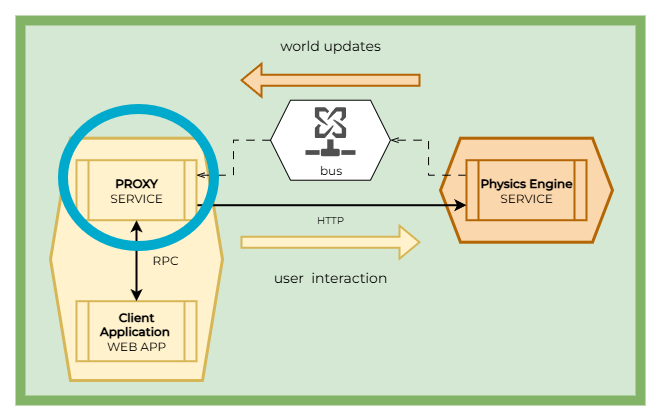 world updates
bus
PROXY
SERVICE
Physics Engine
SERVICE
HTTP
RPC
user interaction
Client
Application
WEB APP